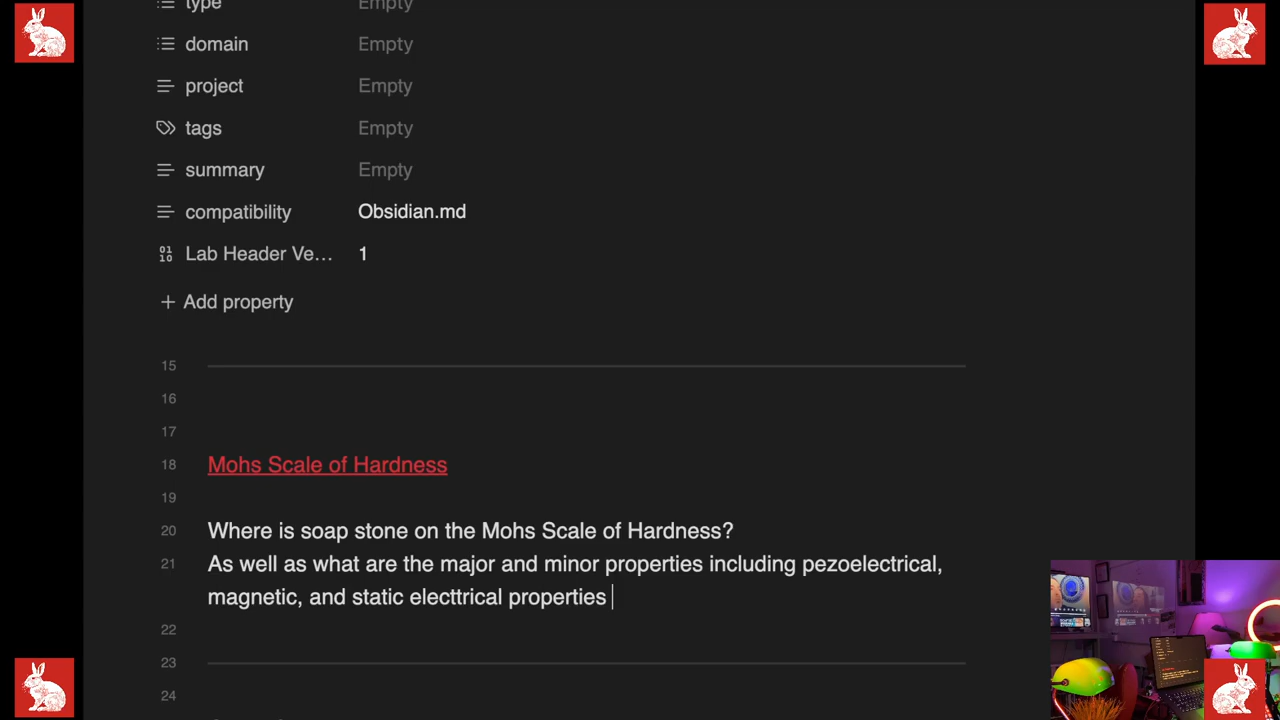 type Empty
domain Empty
project Empty
tags Empty
summary Empty
compatibility Obsidian.md
01
10 Lab Header Ve... 1
+ Add property
15
16
17
18 Mohs Scale of Hardness
19
20 Where is soap stone on the Mohs Scale of Hardness?
21 As well as what are the major and minor properties including pezoelectrical,
magnetic, and static electtrical properties
22
23
24